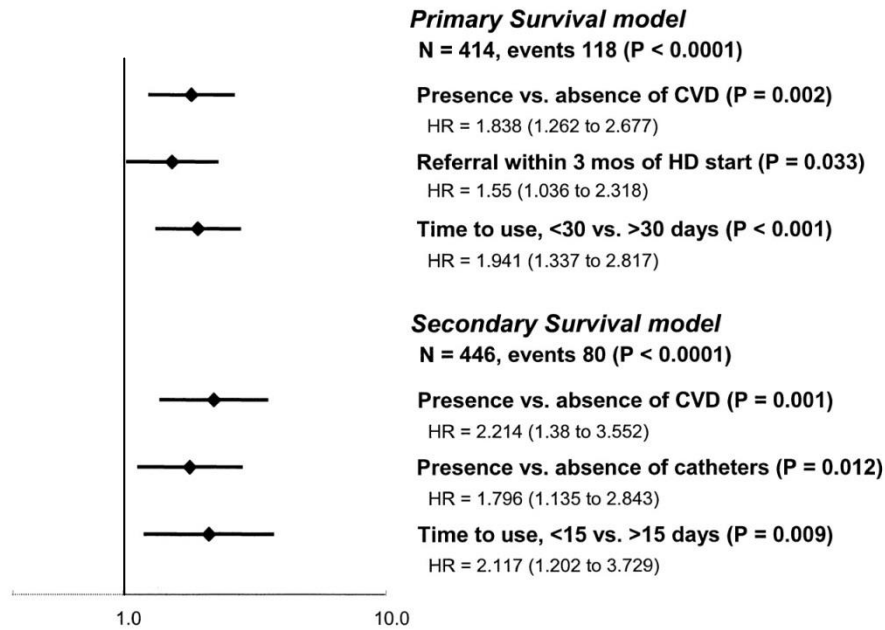 Primary Survival model
N = 414, events 118 (P < 0.0001)
Presence vs. absence of CVD (P = 0.002)
HR = 1.838 (1.262 to 2.677)
Referral within 3 mos of HD start (P = 0.033)
HR = 1.55 (1.036 to 2.318)
Time to use, <30 vs. >30 days (P < 0.001)
HR = 1.941 (1.337 to 2.817)
Secondary Survival model
N = 446, events 80 (P < 0.0001)
Presence vs. absence of CVD (P = 0.001)
HR = 2.214 (1.38 to 3.552)
Presence vs. absence of catheters (P = 0.012)
HR = 1.796 (1.135 to 2.843)
Time to use, <15 vs. >15 days (P = 0.009)
HR = 2.117 (1.202 to 3.729)
1.0 10.0